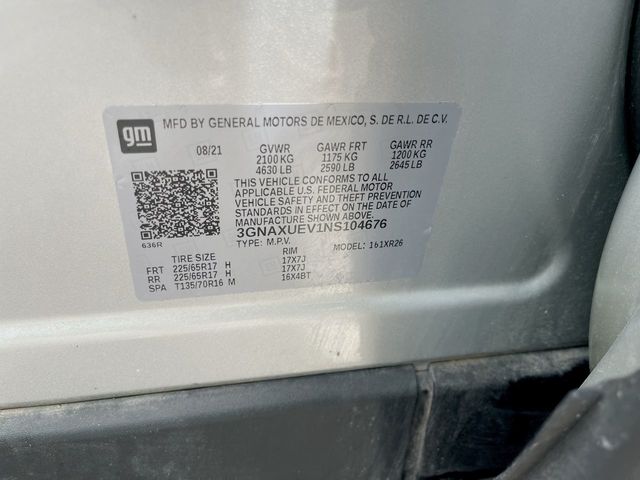 gm
MFD BY GENERAL MOTORS DE MEXICO, S. DE R.L. DE C.V.
08/21 GVWR GAWR FRT GAWR RR
2100 KG 1175 KG 1200 KG
4630 LB 2590 LB 2645 LB
THIS VEHICLE CONFORMS TO ALL
APPLICABLE U.S. FEDERAL MOTOR
VEHICLE SAFETY AND THEFT PREVENTION
STANDARDS IN EFFECT ON THE DATE OF
MANUFACTURE SHOWN ABOVE.
3GNAXUEV1NS104676
636R
TYPE: M.P.V. MODEL: 161XR26
TIRE SIZE RIM
FRT 225/65R17 H 17X7J
RR 225/65R17 H 17X7J
SPA T135/70R16 M 16X4BT